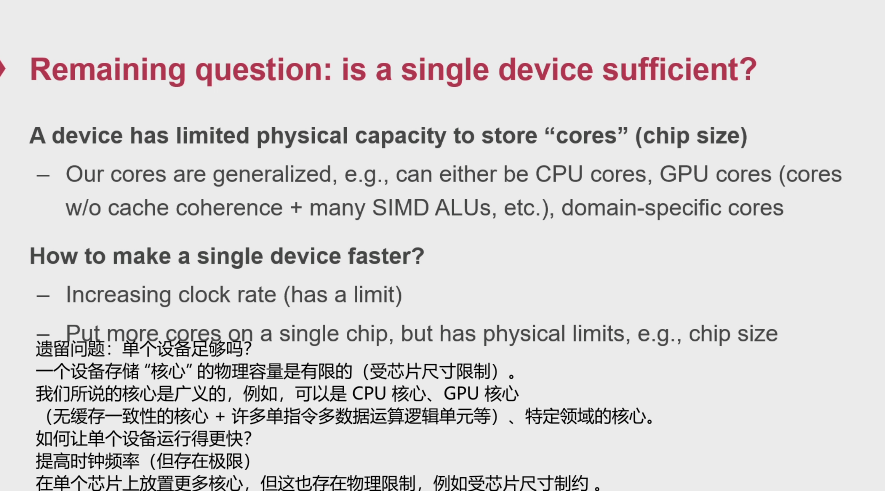 Remaining question: is a single device sufficient?
A device has limited physical capacity to store “cores” (chip size)
– Our cores are generalized, e.g., can either be CPU cores, GPU cores (cores
w/o cache coherence + many SIMD ALUs, etc.), domain-specific cores
How to make a single device faster?
– Increasing clock rate (has a limit)
– Put more cores on a single chip, but has physical limits, e.g., chip size
遗留问题：单个设备足够吗？
一个设备存储 “核心” 的物理容量是有限的（受芯片尺寸限制）。
我们所说的核心是广义的，例如，可以是 CPU 核心、GPU 核心
（无缓存一致性的核心 + 许多单指令多数据运算逻辑单元等）、特定领域的核心。
如何让单个设备运行得更快？
提高时钟频率（但存在极限）
在单个芯片上放置更多核心，但这也存在物理限制，例如受芯片尺寸制约 。